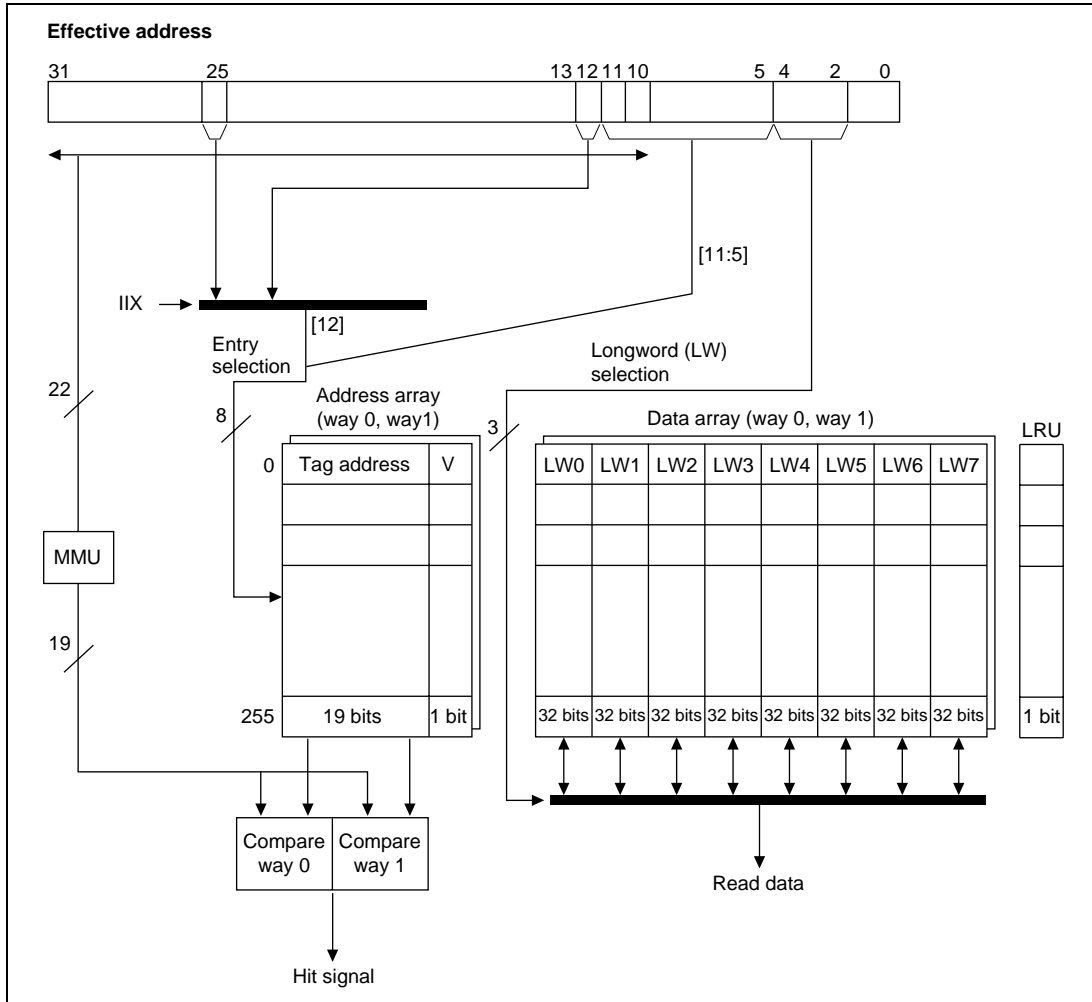 Effective address
31 25 13 12 11 10 5 4 2 0
[11:5]
IIX
[12]
Entry
selection
Longword (LW)
selection
22
8
Address array
(way 0, way1)
3
Data array (way 0, way 1)
LRU
0 Tag address V
LW0 LW1 LW2 LW3 LW4 LW5 LW6 LW7
MMU
19
255 19 bits 1 bit
32 bits 32 bits 32 bits 32 bits 32 bits 32 bits 32 bits 32 bits
1 bit
Compare
way 0
Compare
way 1
Read data
Hit signal